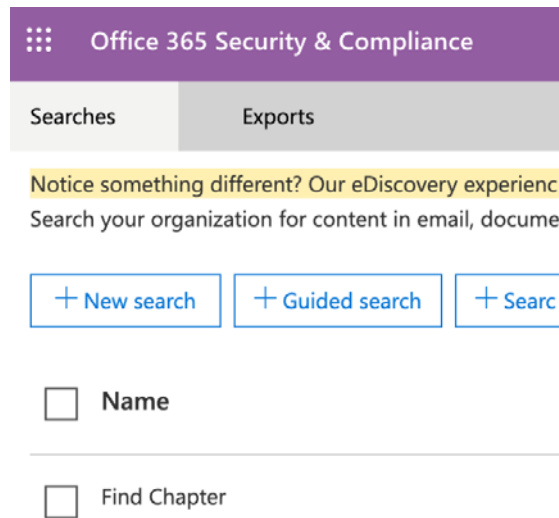 Office 365 Security & Compliance
Searches Exports
Notice something different? Our eDiscovery experienc
Search your organization for content in email, docume
+ New search + Guided search + Searc
Name
Find Chapter